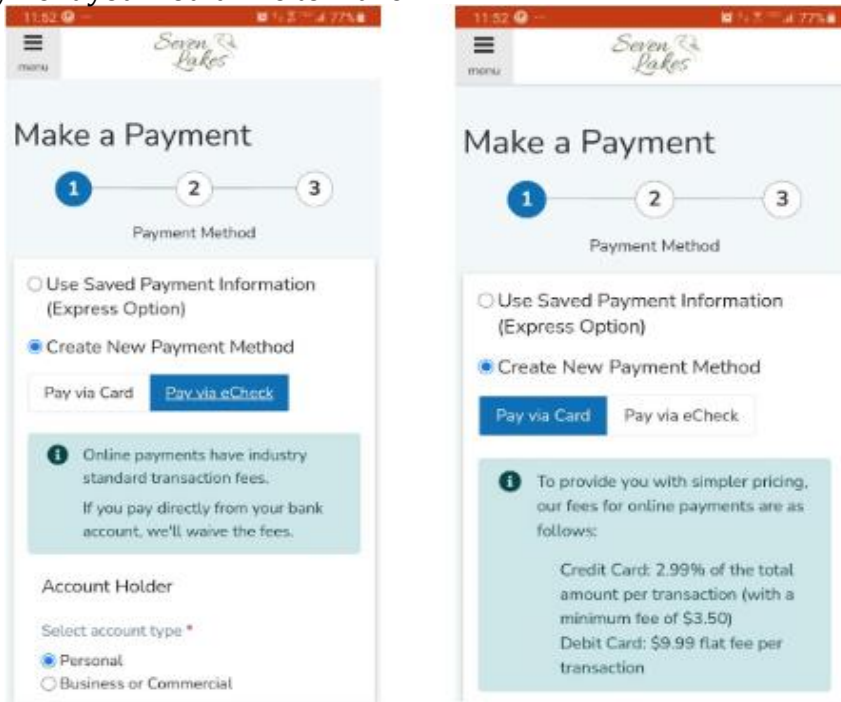 11:52
77%
menu
Seven
Lakes
Make a Payment
1
2
3
Payment Method
Use Saved Payment Information
(Express Option)
Create New Payment Method
Pay via Card
Pay via eCheck
Online payments have industry
standard transaction fees.
If you pay directly from your bank
account, we'll waive the fees.
Account Holder
Select account type *
Personal
Business or Commercial
11:52
77%
menu
Seven
Lakes
Make a Payment
1
2
3
Payment Method
Use Saved Payment Information
(Express Option)
Create New Payment Method
Pay via Card
Pay via eCheck
To provide you with simpler pricing,
our fees for online payments are as
follows:
Credit Card: 2.99% of the total
amount per transaction (with a
minimum fee of $3.50)
Debit Card: $9.99 flat fee per
transaction